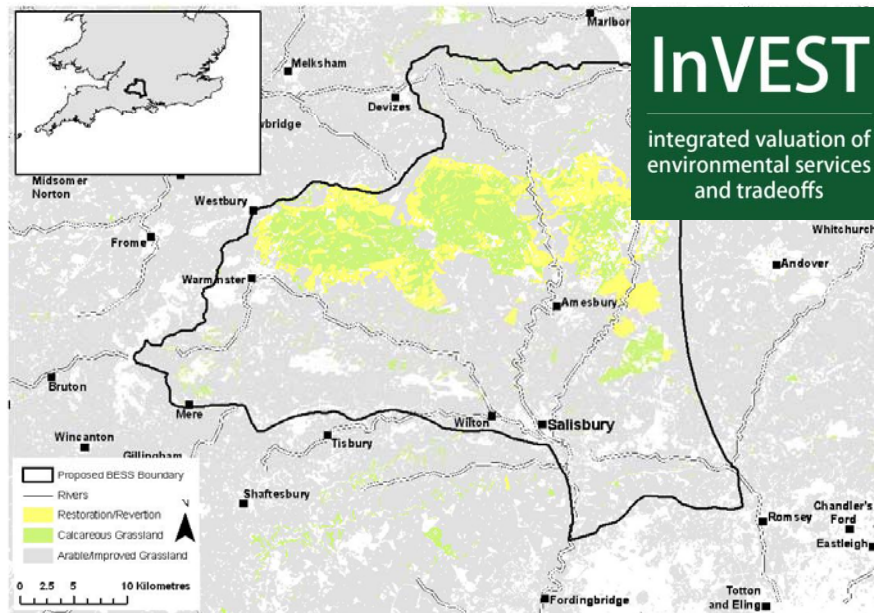 Marlboro
Melksham
Devizes
wbridge
Midsomer
Norton
Westbury
Frome
Warminster
Amesbury
Whitchurch
Andover
Bruton
Mere
Wilton
Salisbury
Wincanton
Tisbury
Gillingham
Shaftesbury
Romsey
Chandler's
Ford
Eastleigh
Fordingbridge
Totton
and Eling
InVEST
integrated valuation of
environmental services
and tradeoffs
Proposed BESS Boundary
Rivers
N
Restoration/Revertion
Calcareous Grassland
Arable/Improved Grassland
0 2.5 5 10 Kilometres